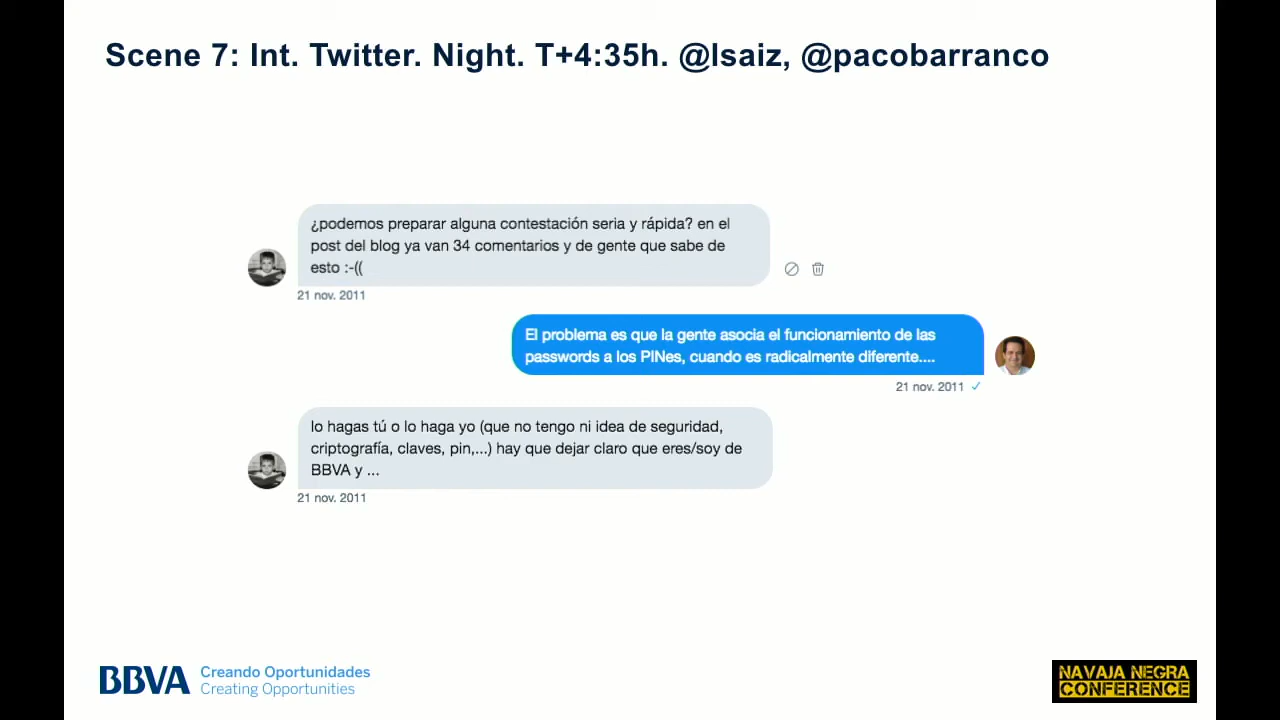 Scene 7: Int. Twitter. Night. T+4:35h. @lsaiz, @pacobarranco
¿podemos preparar alguna contestación seria y rápida? en el
post del blog ya van 34 comentarios y de gente que sabe de
esto :-((
21 nov. 2011
El problema es que la gente asocia el funcionamiento de las
passwords a los PINes, cuando es radicalmente diferente....
21 nov. 2011
lo hagas tú o lo haga yo (que no tengo ni idea de seguridad,
criptografía, claves, pin,...) hay que dejar claro que eres/soy de
BBVA y ...
21 nov. 2011
BBVA
Creando Oportunidades
Creating Opportunities
NAVAJA NEGRA
CONFERENCE